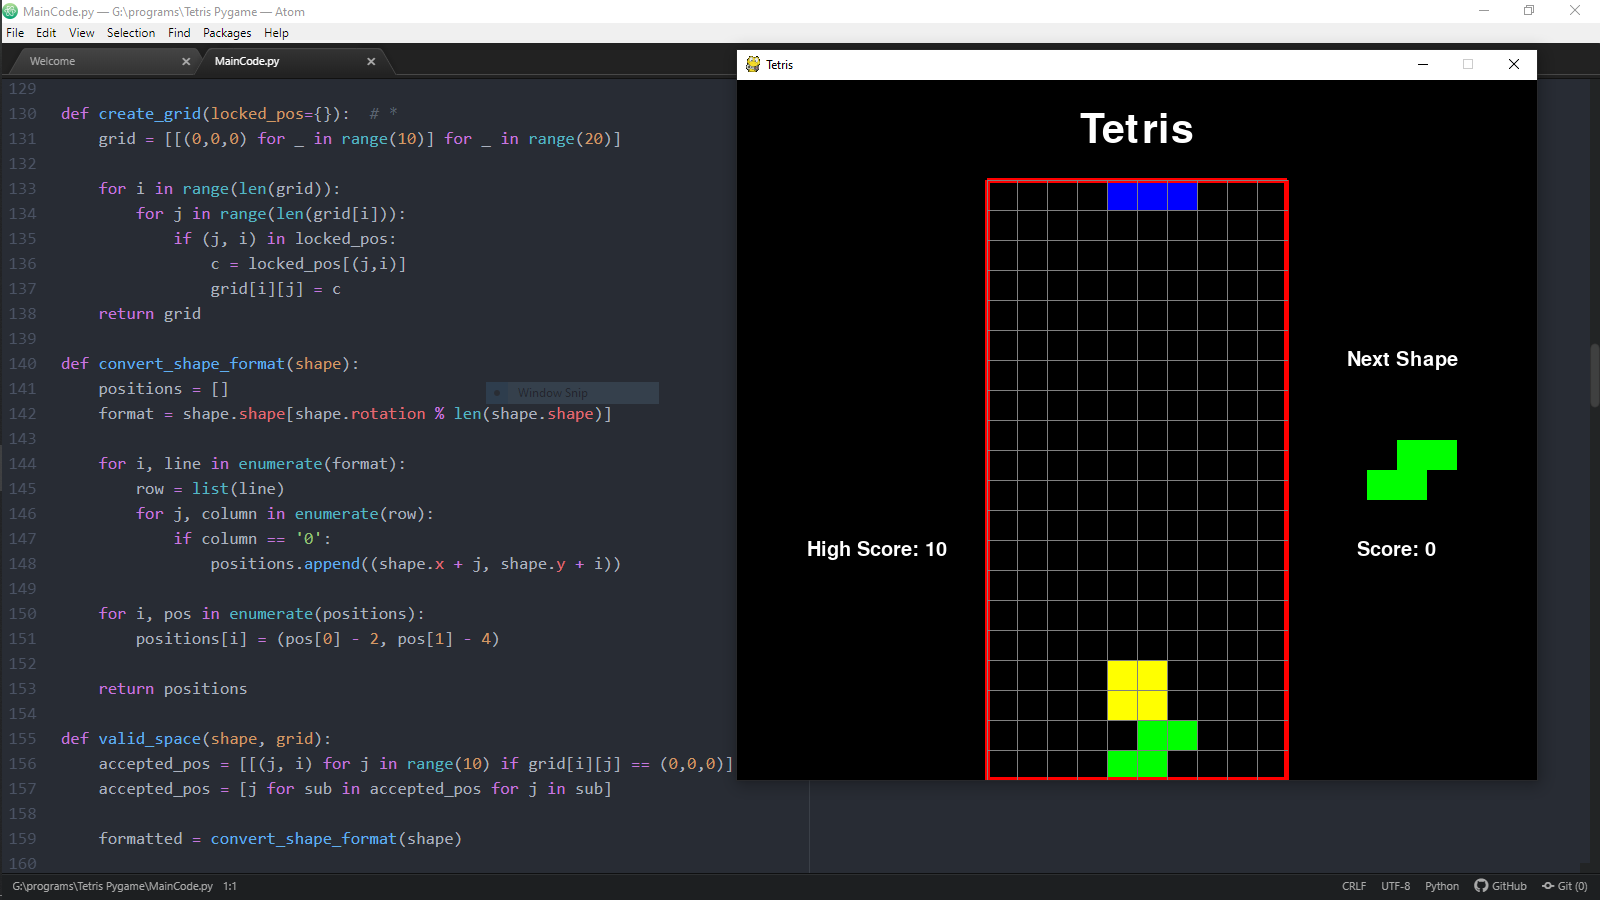 MainCode.py — G:\programs\Tetris Pygame — Atom
File Edit View Selection Find Packages Help
Welcome
MainCode.py
129
130 def create_grid(locked_pos={}):  # *
131     grid = [[(0,0,0) for _ in range(10)] for _ in range(20)]
132
133     for i in range(len(grid)):
134         for j in range(len(grid[i])):
135             if (j, i) in locked_pos:
136                 c = locked_pos[(j,i)]
137                 grid[i][j] = c
138     return grid
139
140 def convert_shape_format(shape):
141     positions = []
Window Snip
142     format = shape.shape[shape.rotation % len(shape.shape)]
143
144     for i, line in enumerate(format):
145         row = list(line)
146         for j, column in enumerate(row):
147             if column == '0':
148                 positions.append((shape.x + j, shape.y + i))
149
150     for i, pos in enumerate(positions):
151         positions[i] = (pos[0] - 2, pos[1] - 4)
152
153     return positions
154
155 def valid_space(shape, grid):
156     accepted_pos = [[(j, i) for j in range(10) if grid[i][j] == (0,0,0)]
157     accepted_pos = [j for sub in accepted_pos for j in sub]
158
159     formatted = convert_shape_format(shape)
160
Tetris
Tetris
Next Shape
High Score: 10
Score: 0
G:\programs\Tetris Pygame\MainCode.py 1:1
CRLF UTF-8 Python GitHub Git (0)